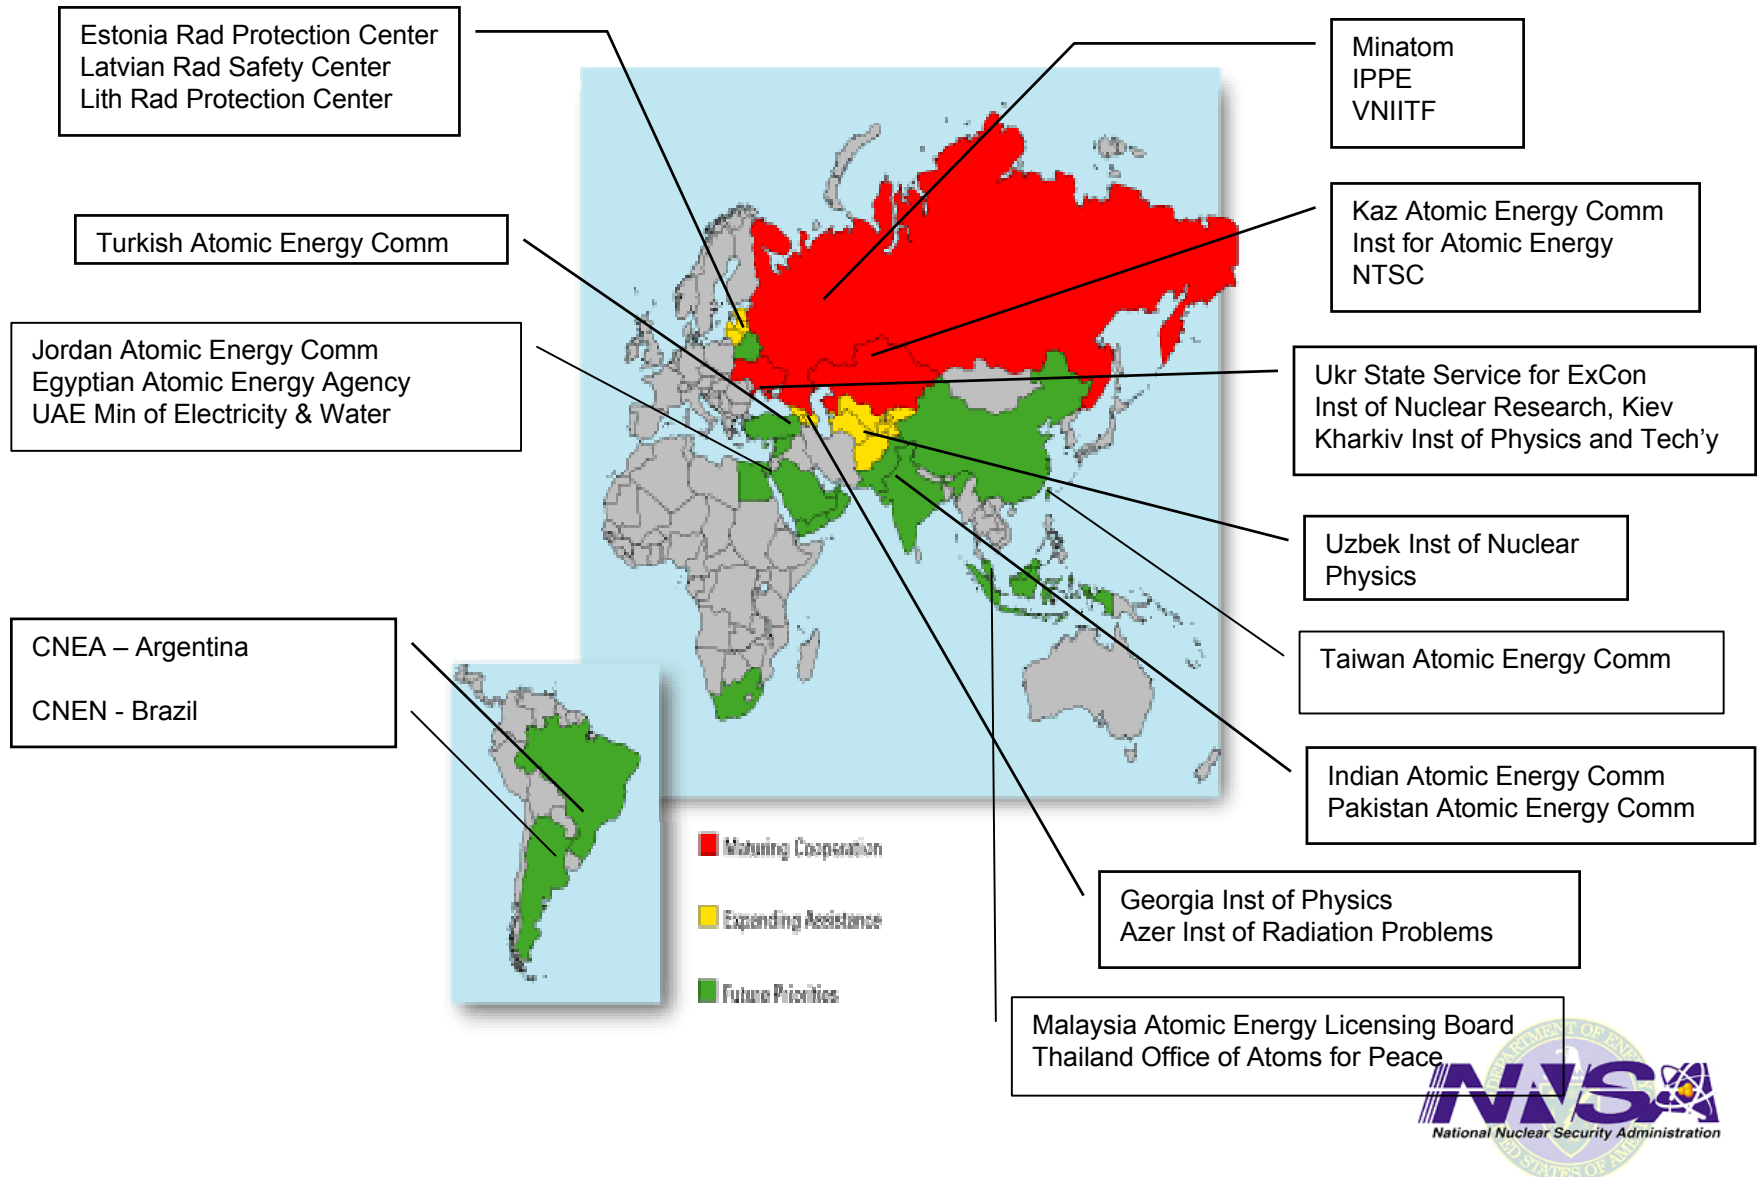 Estonia Rad Protection Center
Latvian Rad Safety Center
Lith Rad Protection Center
Minatom
IPPE
VNIITF
Turkish Atomic Energy Comm
Kaz Atomic Energy Comm
Inst for Atomic Energy
NTSC
Jordan Atomic Energy Comm
Egyptian Atomic Energy Agency
UAE Min of Electricity & Water
Ukr State Service for ExCon
Inst of Nuclear Research, Kiev
Kharkiv Inst of Physics and Tech'y
Uzbek Inst of Nuclear
Physics
CNEA – Argentina
CNEN - Brazil
Taiwan Atomic Energy Comm
Indian Atomic Energy Comm
Pakistan Atomic Energy Comm
Maturing Cooperation
Expanding Assistance
Future Priorities
Georgia Inst of Physics
Azer Inst of Radiation Problems
Malaysia Atomic Energy Licensing Board
Thailand Office of Atoms for Peace
NNSA
National Nuclear Security Administration